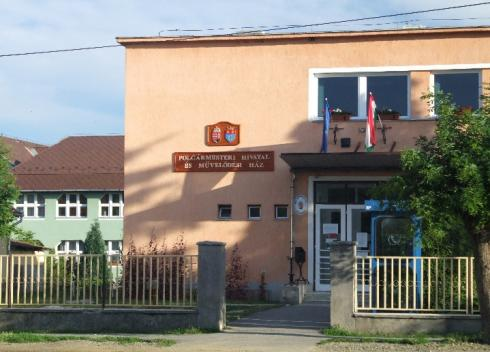 POLGÁRMESTERI HIVATAL
ÉS MŰVELŐDÉSI HÁZ